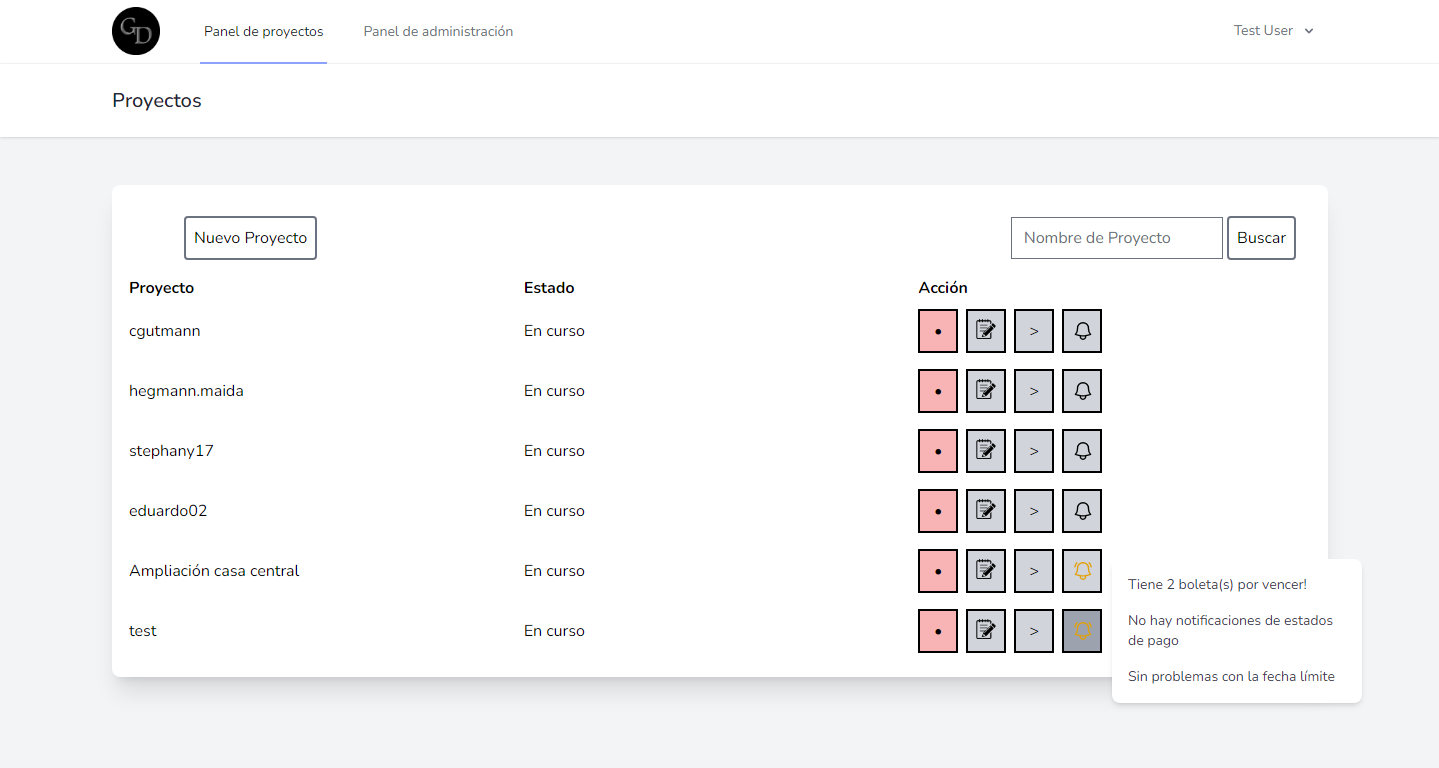 GD
Panel de proyectos
Panel de administración
Test User
Proyectos
Nuevo Proyecto
Nombre de Proyecto
Buscar
Proyecto Estado Acción
cgutmann En curso • >
hegmann.maida En curso • >
stephany17 En curso • >
eduardo02 En curso • >
Ampliación casa central En curso • >
test En curso • >
Tiene 2 boleta(s) por vencer!
No hay notificaciones de estados
de pago
Sin problemas con la fecha límite